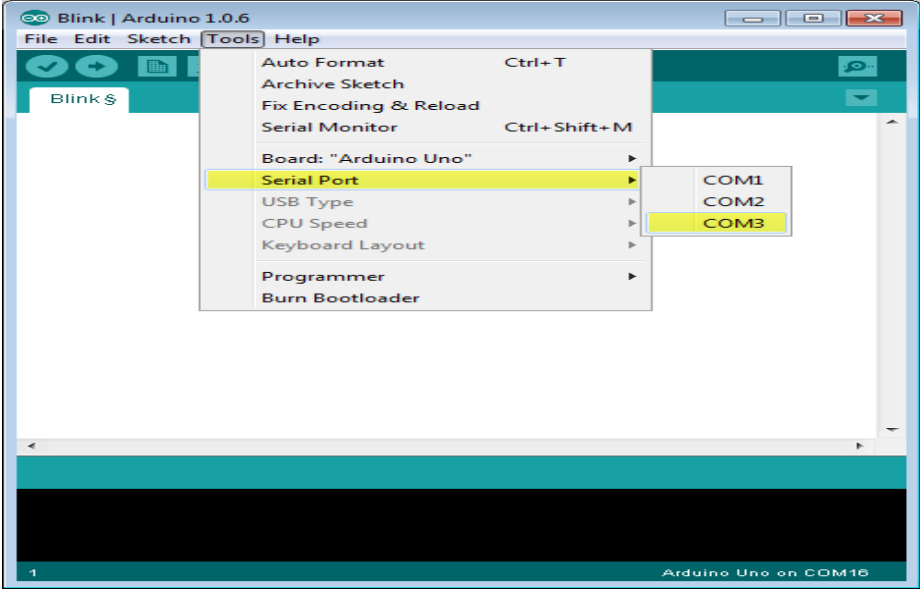 Blink | Arduino 1.0.6
File Edit Sketch Tools Help
Auto Format Ctrl+T
Archive Sketch
Blink §
Fix Encoding & Reload
Serial Monitor Ctrl+Shift+M
Board: "Arduino Uno"
Serial Port
COM1
USB Type
COM2
CPU Speed
COM3
Keyboard Layout
Programmer
Burn Bootloader
1 Arduino Uno on COM16